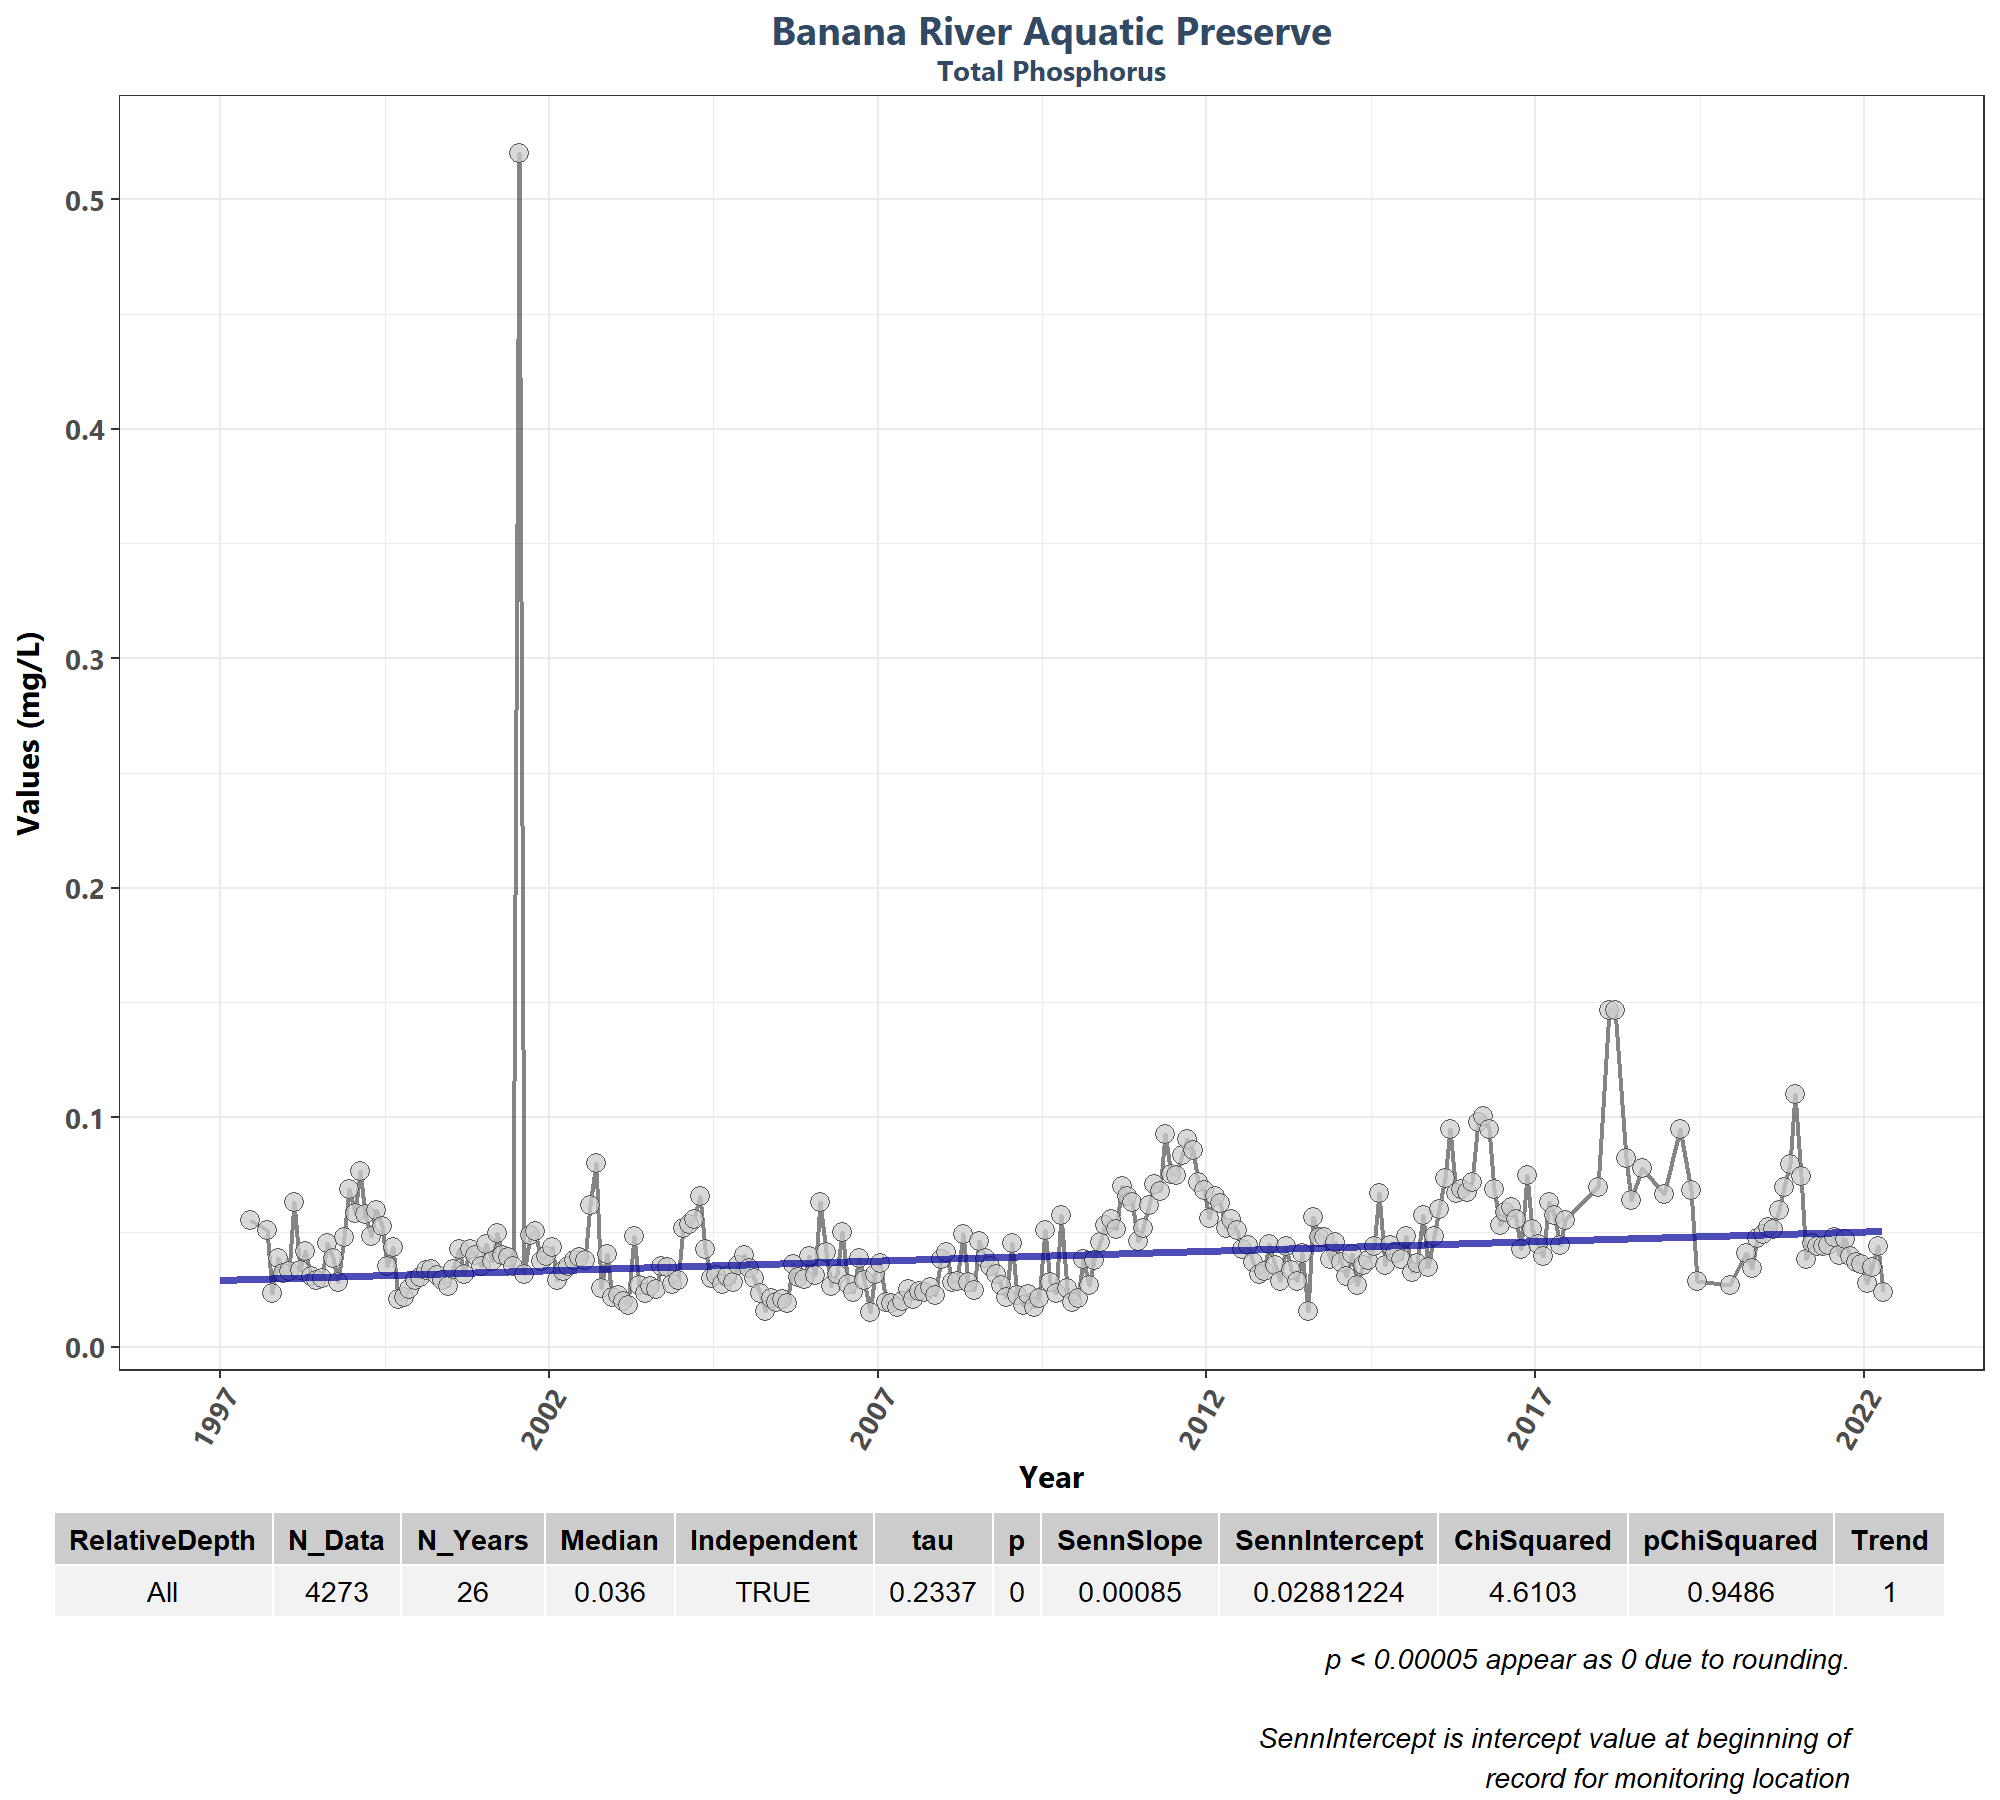 Banana River Aquatic Preserve
Total Phosphorus
Values (mg/L)
0.5
0.4
0.3
0.2
0.1
0.0
1997 2002 2007 2012 2017 2022
Year
RelativeDepth N_Data N_Years Median Independent tau p SennSlope SennIntercept ChiSquared pChiSquared Trend
All 4273 26 0.036 TRUE 0.2337 0 0.00085 0.02881224 4.6103 0.9486 1
p < 0.00005 appear as 0 due to rounding.
SennIntercept is intercept value at beginning of
record for monitoring location